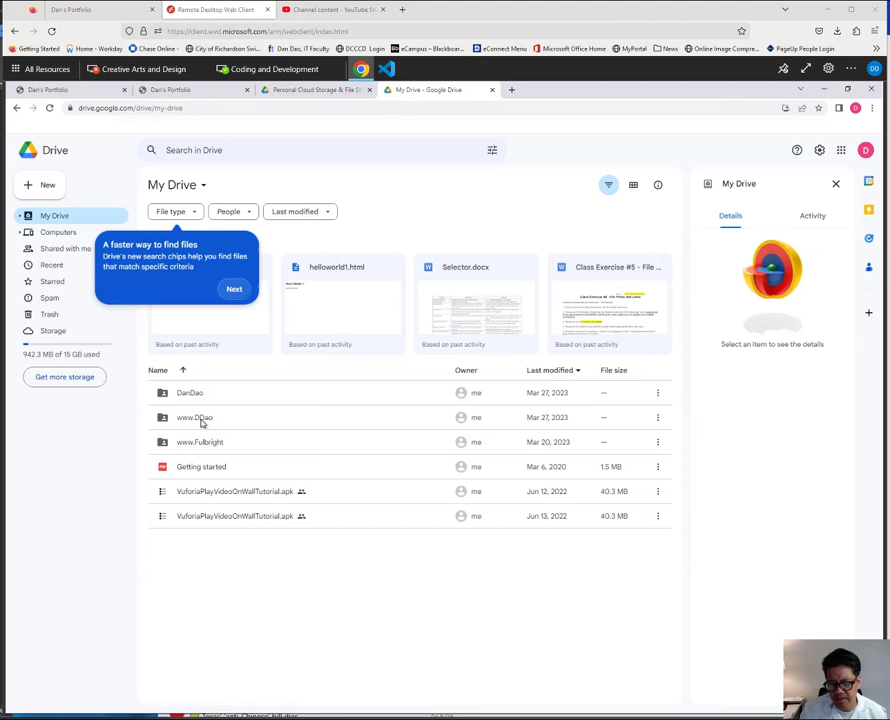 Dan's Portfolio
Remote Desktop Web Client
Channel content - YouTube St
https://client.wvd.microsoft.com/arm/webclient/index.html
Getting Started
Home - Workday
Chase Online
City of Richardson Swi...
Dan Dao, IT Faculty
DCCCD
eCampus – Blackboar...
eConnect Menu
Microsoft Office Home
MyPortal
News
Online Image Compre...
PageUp People Login
All Resources
Creative Arts and Design
Coding and Development
DD
Dan's Portfolio
Dan's Portfolio
Personal Cloud Storage & File S
My Drive - Google Drive
drive.google.com/drive/my-drive
D
Drive
Search in Drive
D
New
My Drive
My Drive
My Drive
Computers
File type
People
Last modified
Details
Activity
Shared with me
Recent
Starred
Spam
Trash
Storage
942.3 MB of 15 GB used
Get more storage
A faster way to find files
Drive's new search chips help you find files
that match specific criteria
Next
helloworld1.html
Selector.docx
Class Exercise #5 - File ...
Based on past activity
Based on past activity
Based on past activity
Based on past activity
Select an item to see the details
Name
Owner
Last modified
File size
DanDao
me
Mar 27, 2023
—
www.DDao
me
Mar 27, 2023
—
www.Fulbright
me
Mar 20, 2023
—
Getting started
me
Mar 6, 2020
1.5 MB
VuforiaPlayVideoOnWallTutorial.apk
me
Jun 12, 2022
40.3 MB
VuforiaPlayVideoOnWallTutorial.apk
me
Jun 13, 2022
40.3 MB